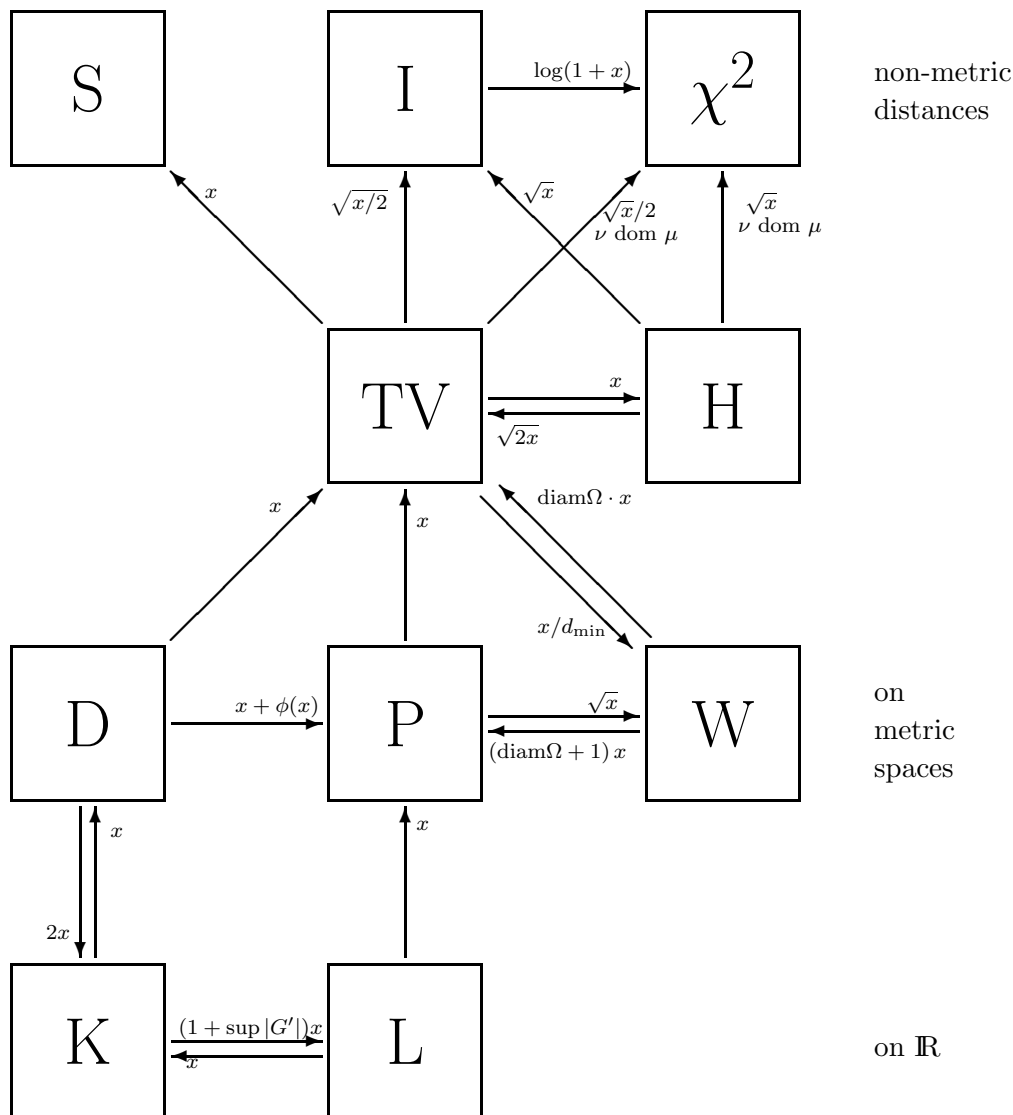 S
I
log(1 + x)
χ²
non-metric
distances
x
√x/2
√x
√x/2
ν dom μ
√x
ν dom μ
TV
x
√2x
H
x
x
diamΩ · x
x/d_min
D
x + φ(x)
P
√x
(diamΩ + 1) x
W
on
metric
spaces
x
2x
x
K
(1 + sup |G′|)x
x
L
on ℝ